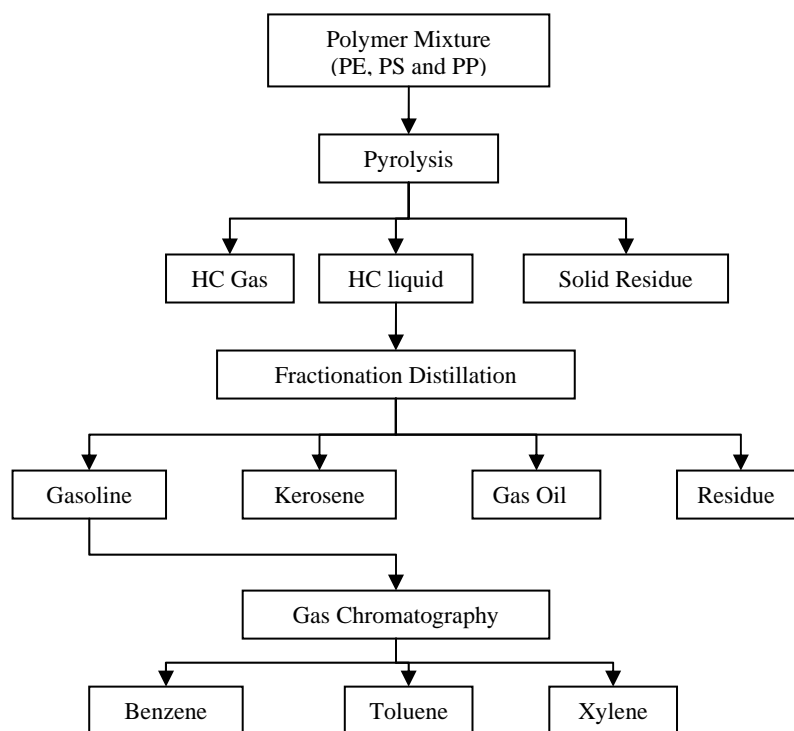 Polymer Mixture
(PE, PS and PP)
Pyrolysis
HC Gas
HC liquid
Solid Residue
Fractionation Distillation
Gasoline
Kerosene
Gas Oil
Residue
Gas Chromatography
Benzene
Toluene
Xylene